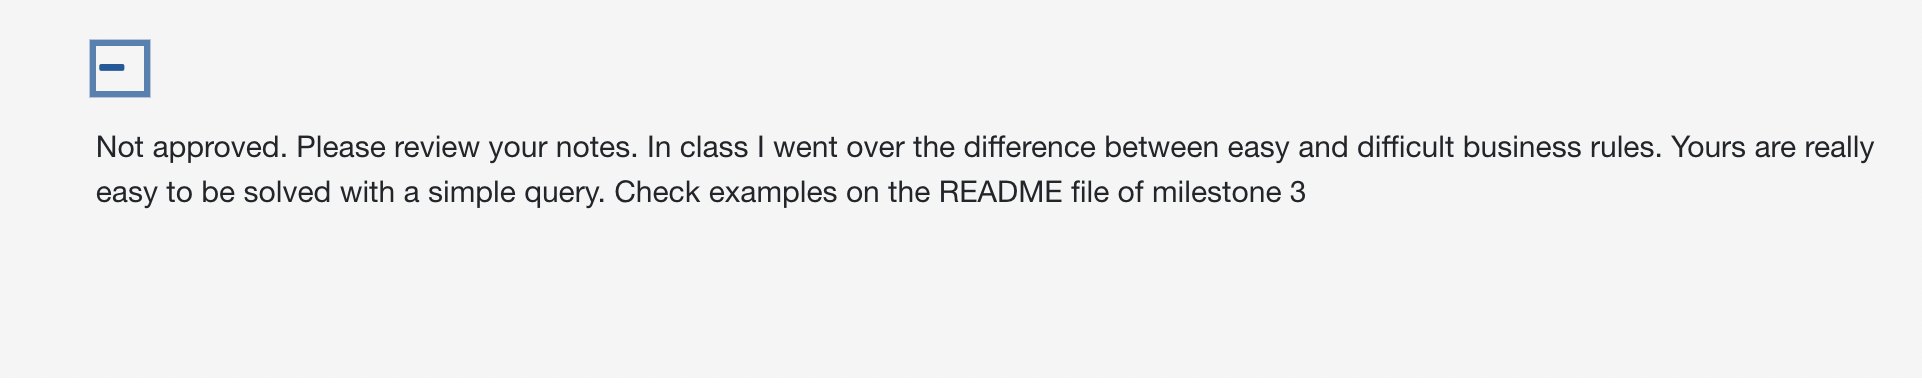 Not approved. Please review your notes. In class I went over the difference between easy and difficult business rules. Yours are really
easy to be solved with a simple query. Check examples on the README file of milestone 3